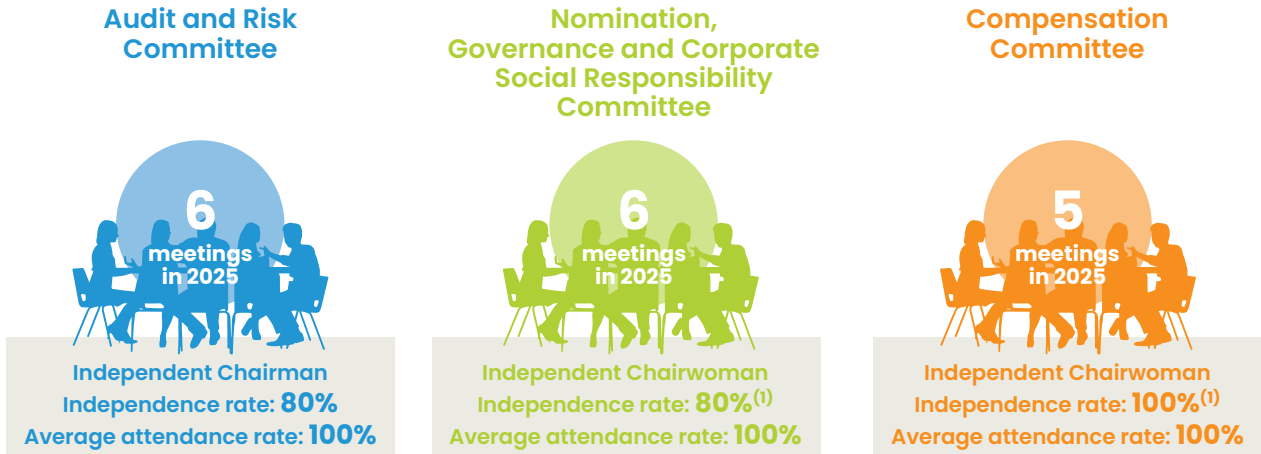 Audit and Risk
Committee
6
meetings
in 2025
Independent Chairman
Independence rate: 80%
Average attendance rate: 100%
Nomination,
Governance and Corporate
Social Responsibility
Committee
6
meetings
in 2025
Independent Chairwoman
Independence rate: 80%(1)
Average attendance rate: 100%
Compensation
Committee
5
meetings
in 2025
Independent Chairwoman
Independence rate: 100%(1)
Average attendance rate: 100%